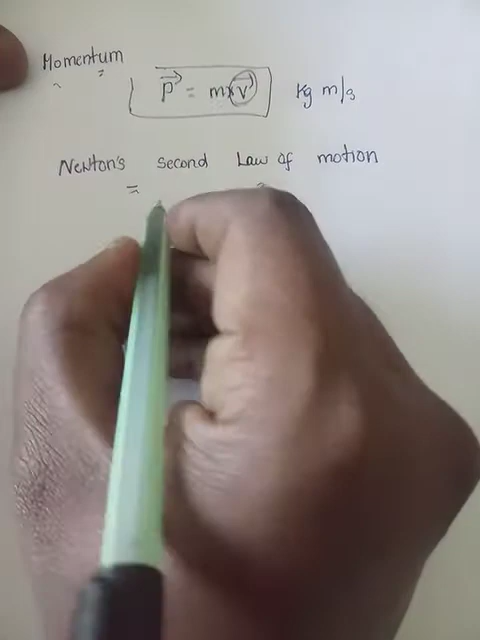 Momentum
P⃗ = m×v⃗ kg m/s
Newton's second Law of motion